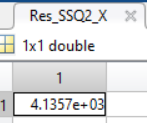 Res_SSQ2_X
1x1 double
1
1 4.1357e+03